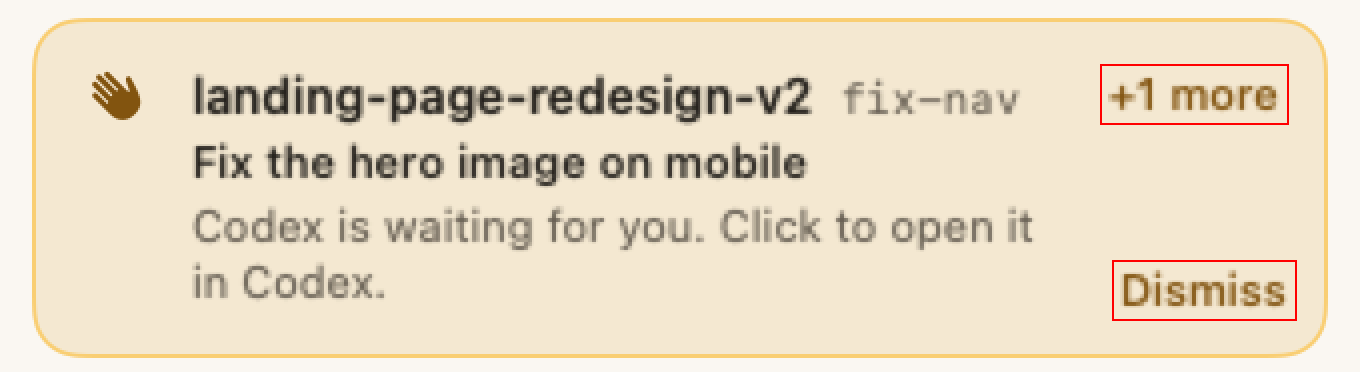 landing-page-redesign-v2 fix-nav +1 more
Fix the hero image on mobile
Codex is waiting for you. Click to open it
in Codex.
Dismiss